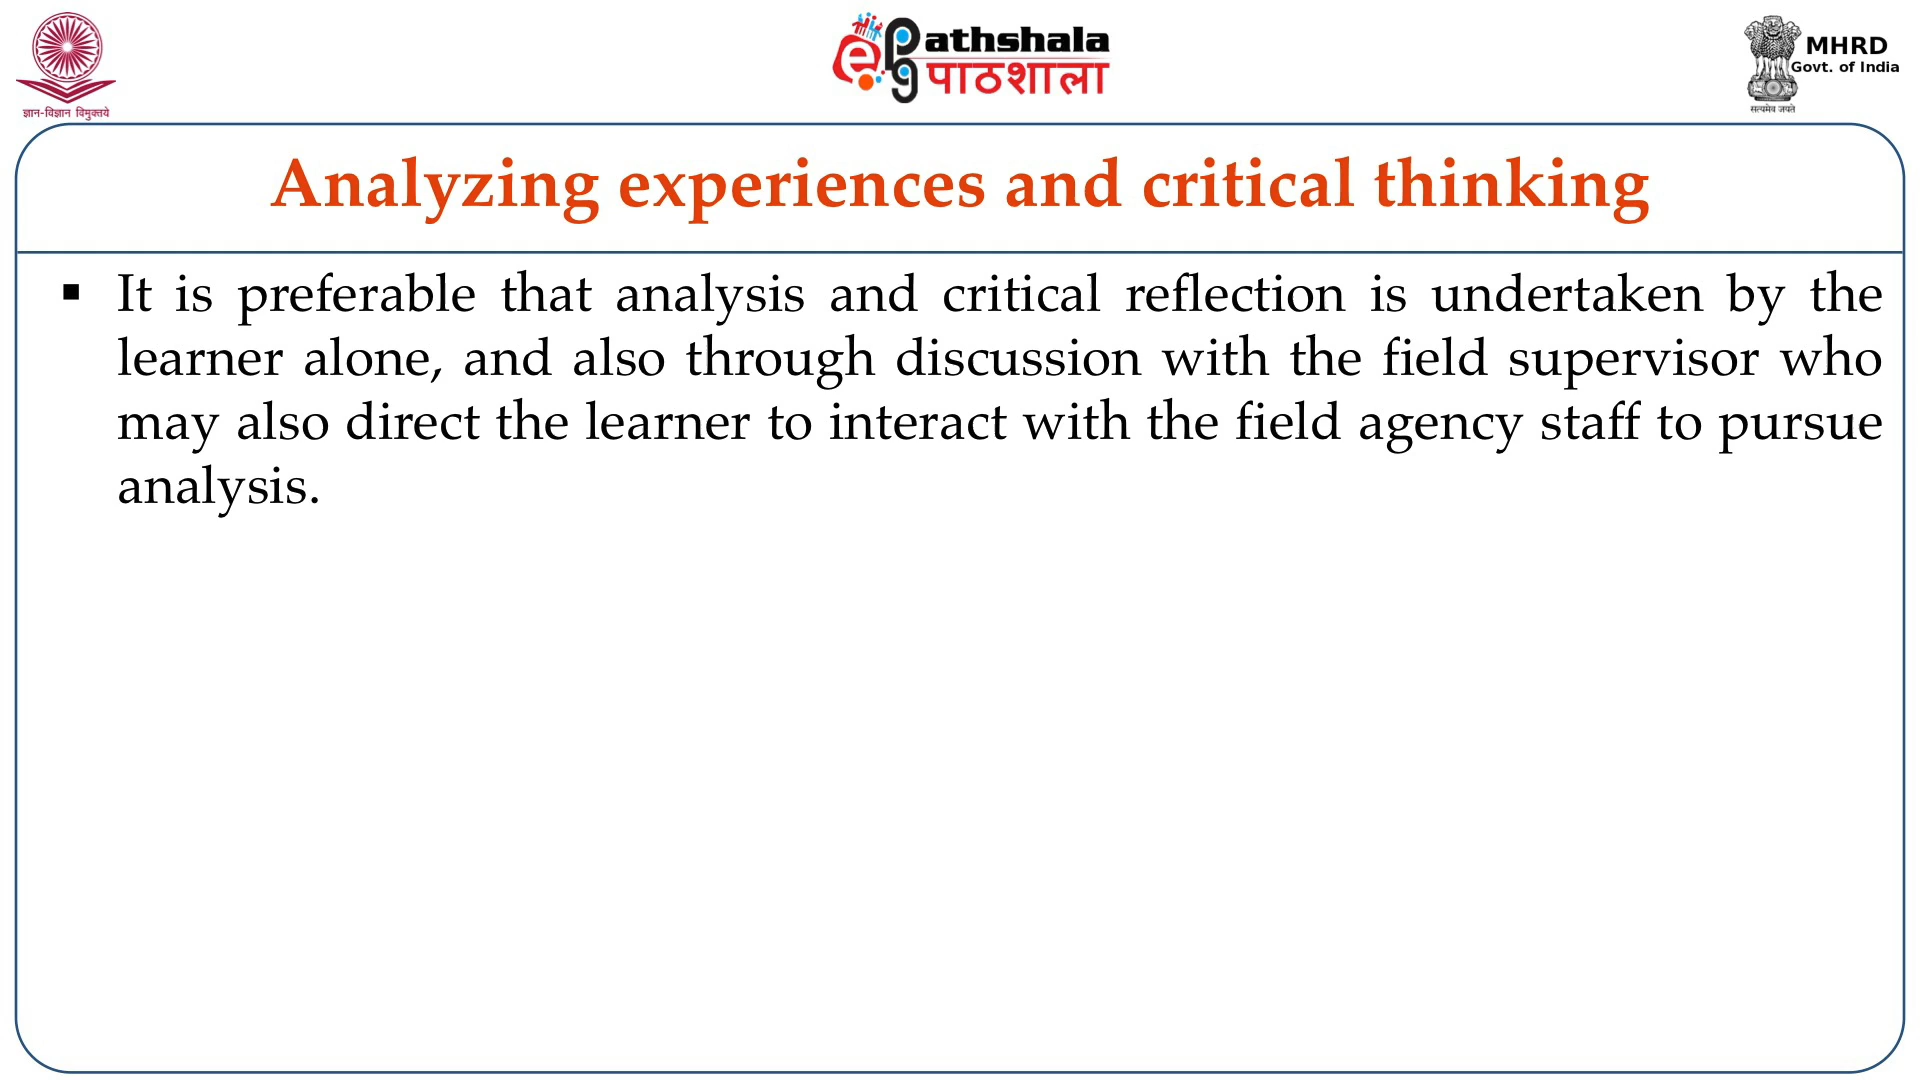 ज्ञान-विज्ञान विमुक्तये
e Pathshala
pg पाठशाला
MHRD
Govt. of India
सत्यमेव जयते
Analyzing experiences and critical thinking
▪ It is preferable that analysis and critical reflection is undertaken by the
learner alone, and also through discussion with the field supervisor who
may also direct the learner to interact with the field agency staff to pursue
analysis.